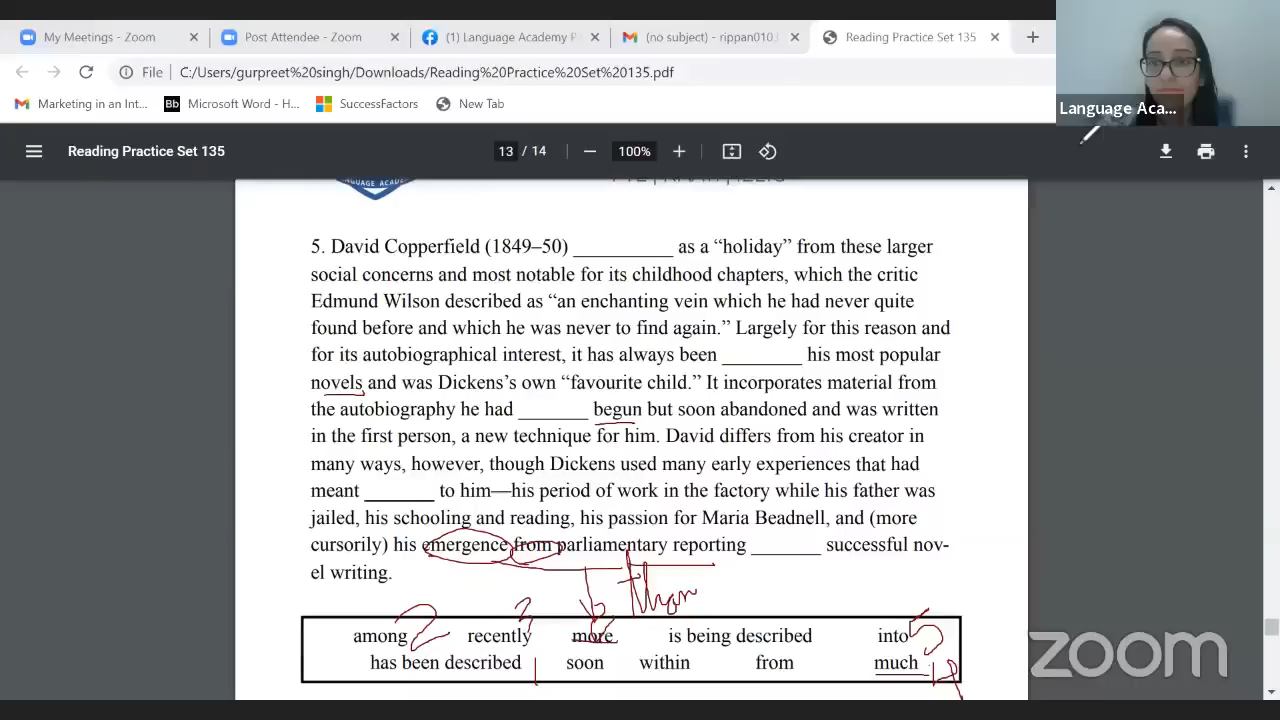 My Meetings - Zoom
Post Attendee - Zoom
(1) Language Academy P
(no subject) - rippan010.
Reading Practice Set 135
File C:/Users/gurpreet%20singh/Downloads/Reading%20Practice%20Set%20135.pdf
Marketing in an Int...
Bb Microsoft Word - H...
SuccessFactors
New Tab
Language Aca...
Reading Practice Set 135
13 / 14
100%
GUAGE ACADE
5. David Copperfield (1849–50) __________ as a “holiday” from these larger
social concerns and most notable for its childhood chapters, which the critic
Edmund Wilson described as “an enchanting vein which he had never quite
found before and which he was never to find again.” Largely for this reason and
for its autobiographical interest, it has always been ________ his most popular
novels and was Dickens’s own “favourite child.” It incorporates material from
the autobiography he had _______ begun but soon abandoned and was written
in the first person, a new technique for him. David differs from his creator in
many ways, however, though Dickens used many early experiences that had
meant _______ to him—his period of work in the factory while his father was
jailed, his schooling and reading, his passion for Maria Beadnell, and (more
cursorily) his emergence from parliamentary reporting _______ successful nov-
el writing.
than
among 2 recently 3 more is being described into 5
has been described 1 soon within from much 4
zoom